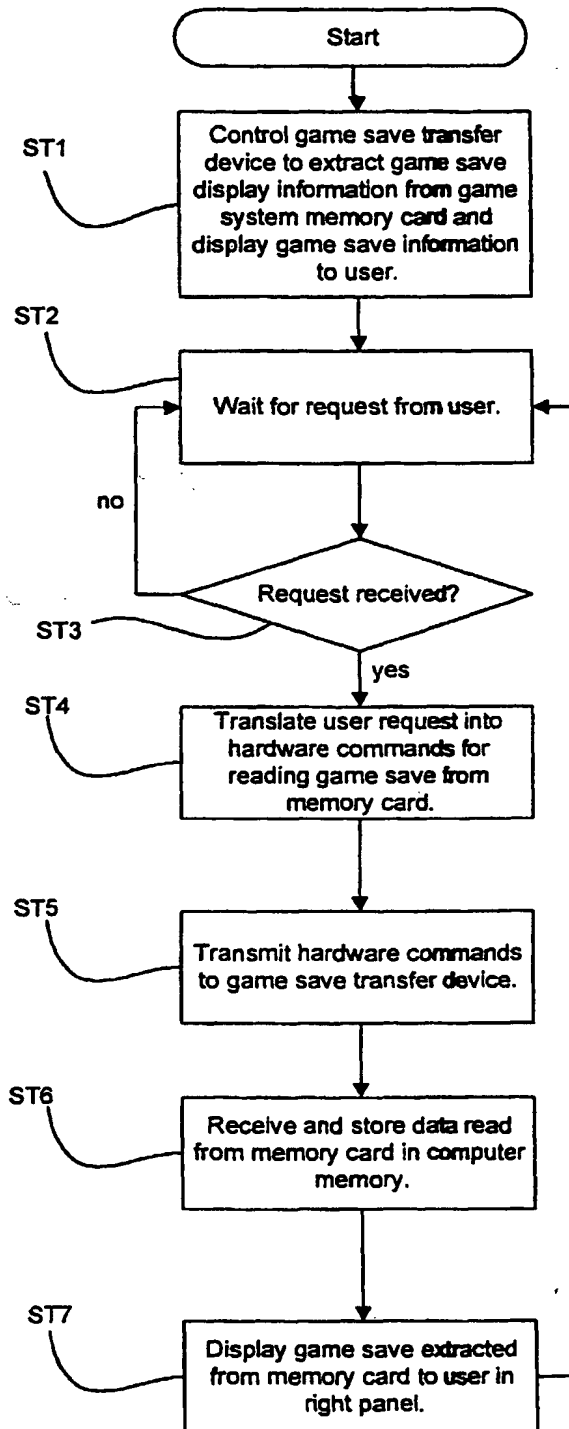 Start
ST1
Control game save transfer
device to extract game save
display information from game
system memory card and
display game save information
to user.
ST2
Wait for request from user.
no
Request received?
ST3
yes
ST4
Translate user request into
hardware commands for
reading game save from
memory card.
ST5
Transmit hardware commands
to game save transfer device.
ST6
Receive and store data read
from memory card in computer
memory.
ST7
Display game save extracted
from memory card to user in
right panel.